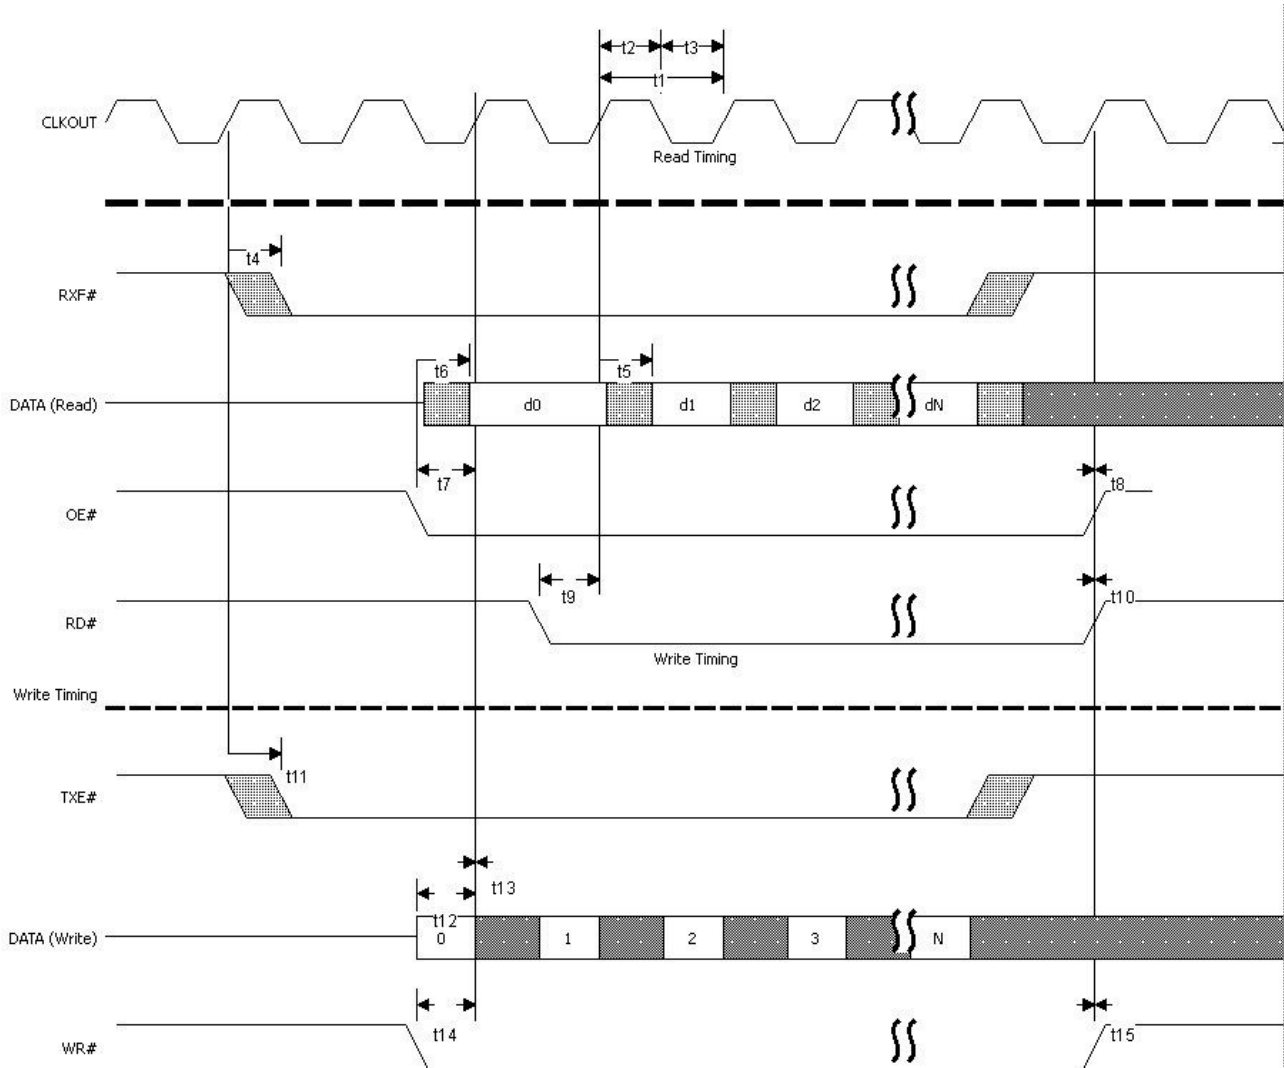 t2 t3
t1
CLKOUT
Read Timing
t4
RXF#
t6 t5
DATA (Read) d0 d1 d2 dN
t7 t8
OE#
t9 t10
RD#
Write Timing
Write Timing
t11
TXE#
t13
t12
DATA (Write) 0 1 2 3 N
t14 t15
WR#